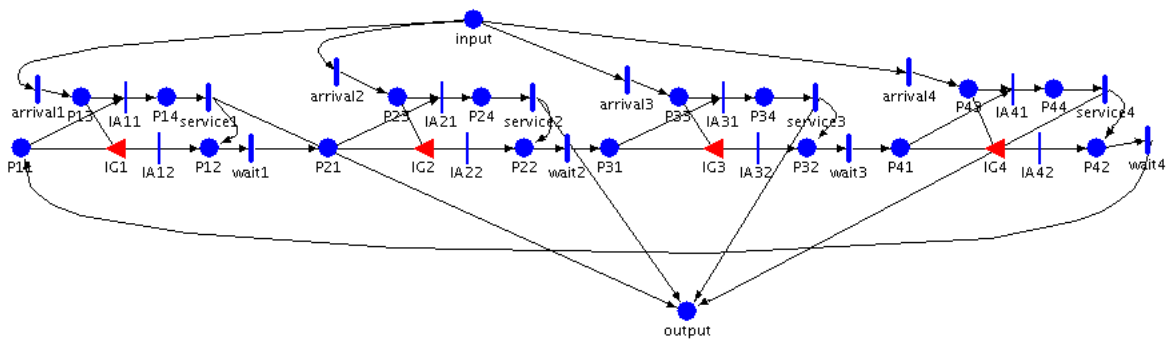 input
arrival1
P13
IA11
P14
service1
arrival2
P23
IA21
P24
service2
arrival3
P33
IA31
P34
service3
arrival4
P43
IA41
P44
service4
P11
IG1
IA12
P12
wait1
P21
IG2
IA22
P22
wait2
P31
IG3
IA32
P32
wait3
P41
IG4
IA42
P42
wait4
output